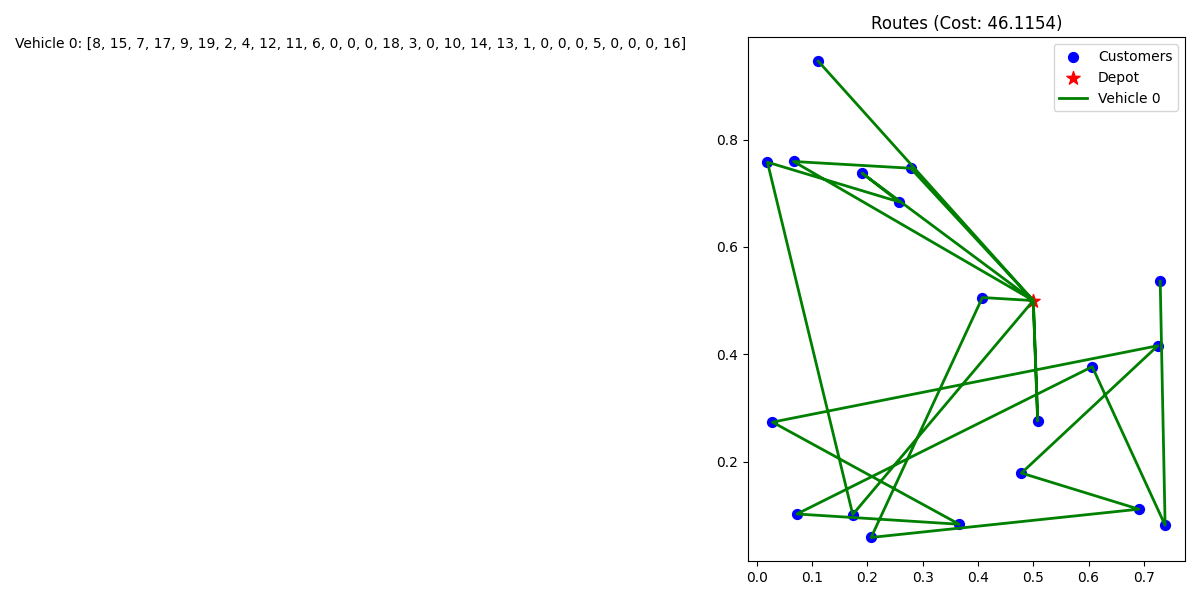 Vehicle 0: [8, 15, 7, 17, 9, 19, 2, 4, 12, 11, 6, 0, 0, 0, 18, 3, 0, 10, 14, 13, 1, 0, 0, 0, 5, 0, 0, 0, 16]
Routes (Cost: 46.1154)
Customers
Depot
Vehicle 0
0.8
0.6
0.4
0.2
0.0 0.1 0.2 0.3 0.4 0.5 0.6 0.7